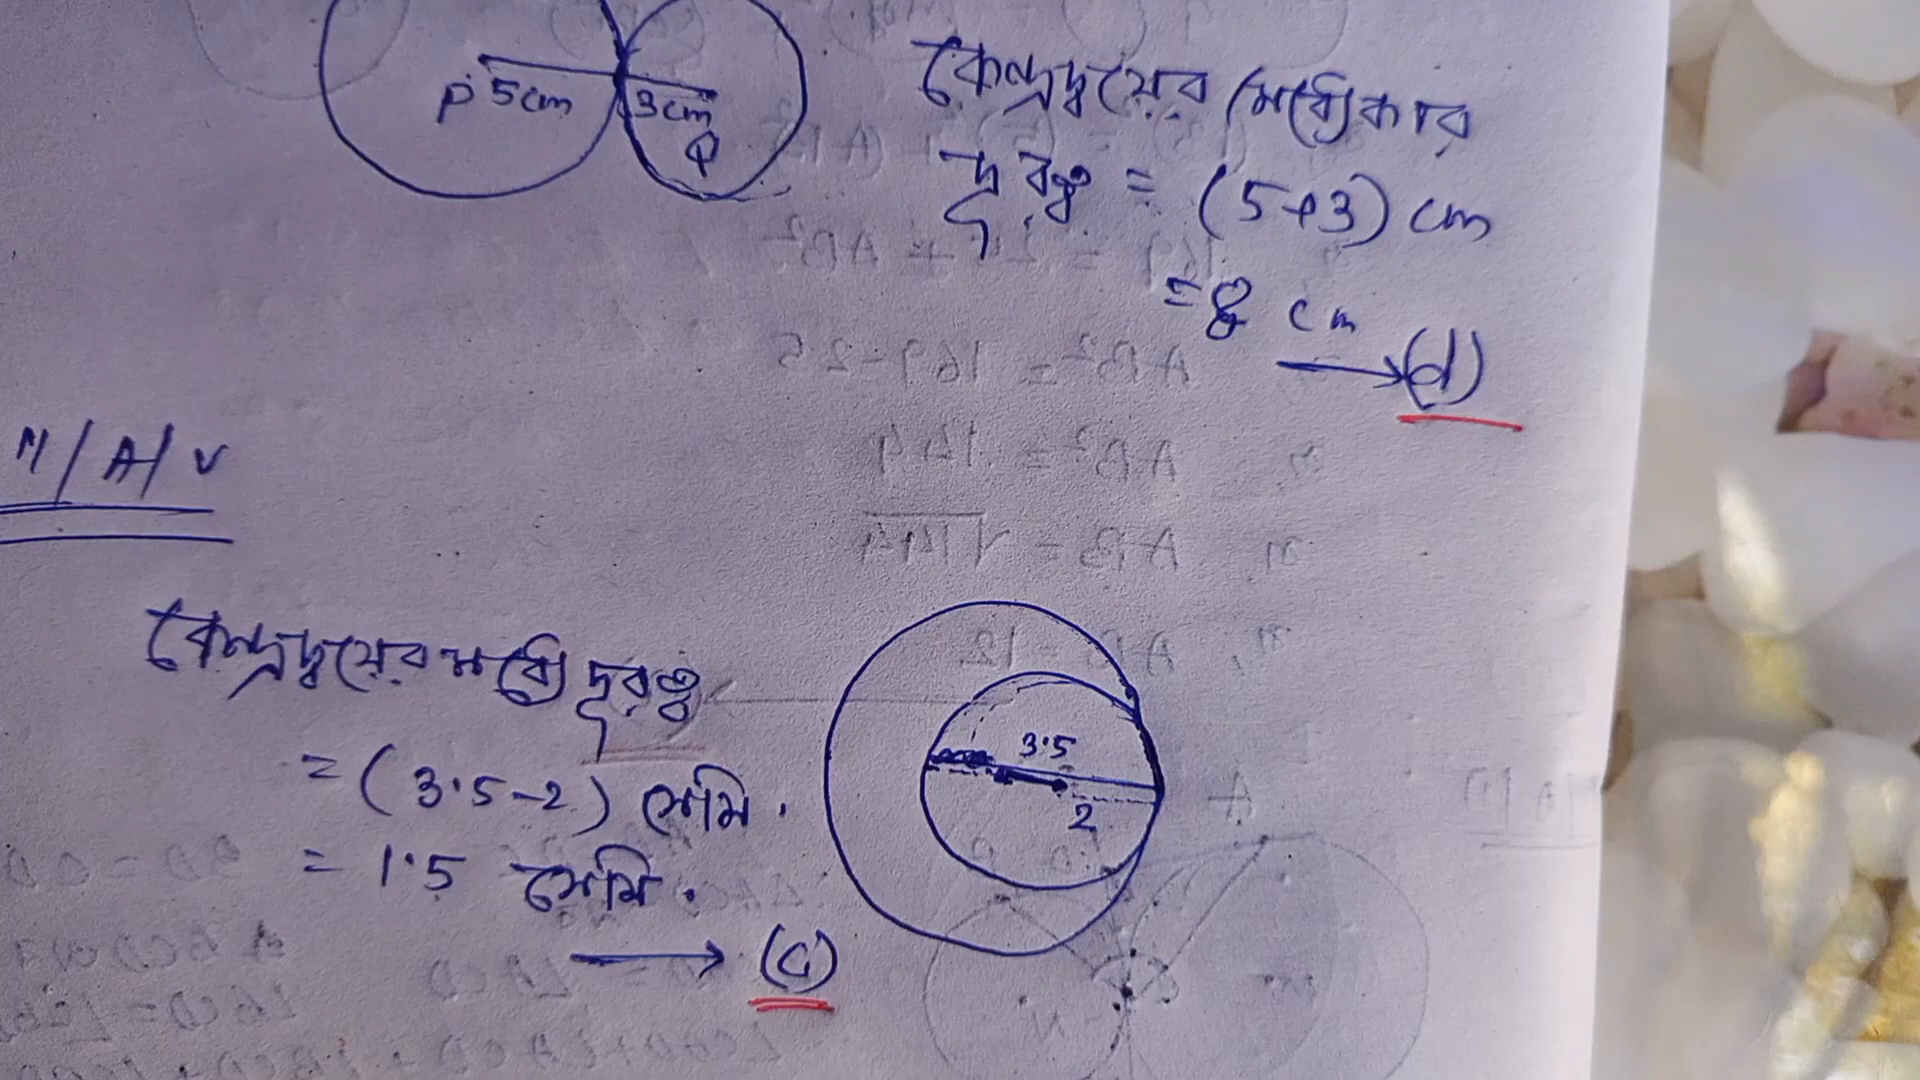 P 5cm 3cm
Q
কেন্দ্রদ্বয়ের মধ্যেকার
দূরত্ব = (5+3) cm
= 8 cm
→ (d)
M/A/V
কেন্দ্রদ্বয়ের মধ্যে দূরত্ব
= (3.5-2) সেমি.
= 1.5 সেমি.
→ (c)
3.5
2